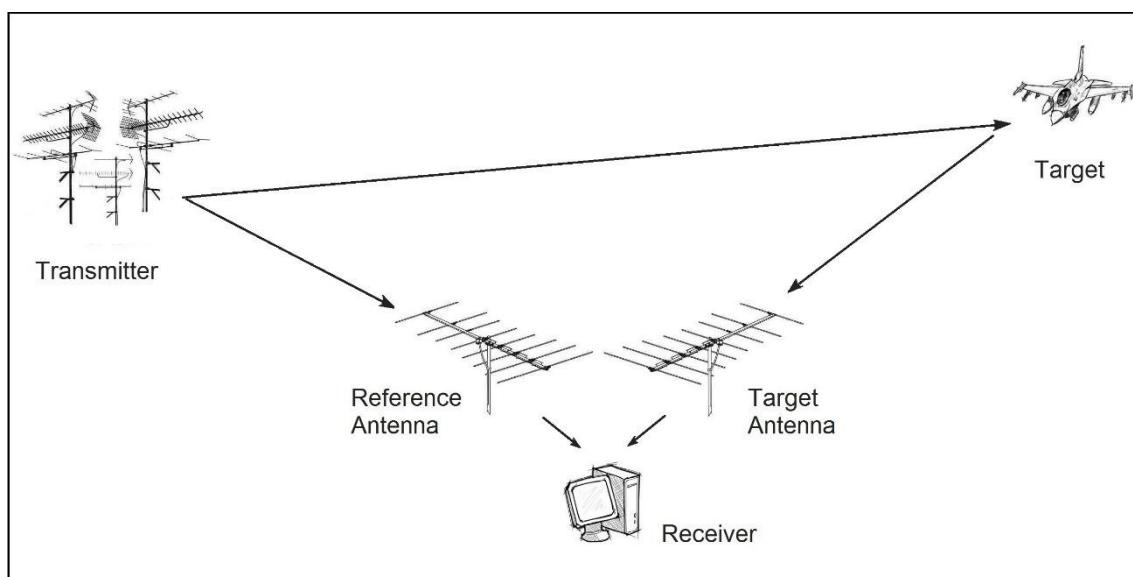 Target
Transmitter
Reference
Antenna
Target
Antenna
Receiver